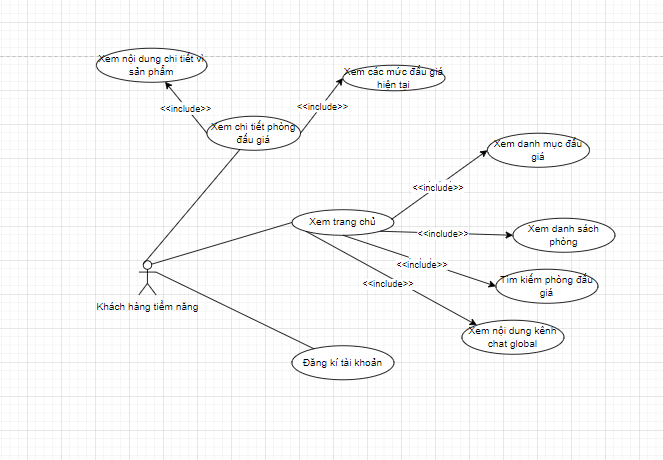 Xem nội dung chi tiết vì
sản phẩm
Xem các mức đấu giá
hiện tại
<<include>>
<<include>>
Xem chi tiết phòng
đấu giá
Xem danh mục đấu
giá
<<include>>
Xem trang chủ
Xem danh sách
phòng
<<include>>
<<include>>
Tìm kiếm phòng đấu
giá
<<include>>
Khách hàng tiềm năng
Xem nội dung kênh
chat global
Đăng kí tài khoản